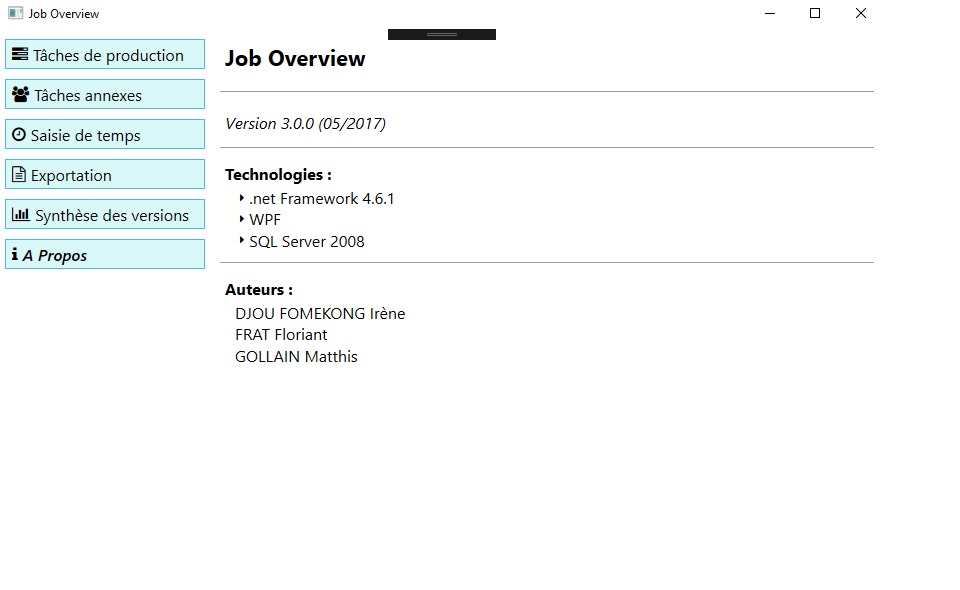 Job Overview
Tâches de production
Tâches annexes
Saisie de temps
Exportation
Synthèse des versions
A Propos
Job Overview
Version 3.0.0 (05/2017)
Technologies :
.net Framework 4.6.1
WPF
SQL Server 2008
Auteurs :
DJOU FOMEKONG Irène
FRAT Floriant
GOLLAIN Matthis